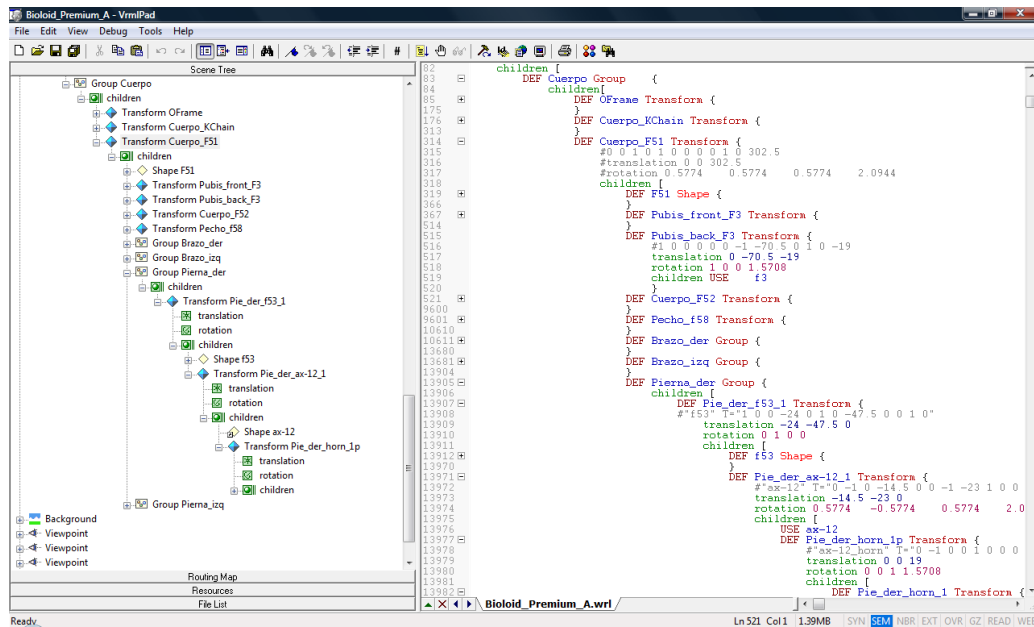 Bioloid_Premium_A - VrmlPad
File Edit View Debug Tools Help
Scene Tree
Group Cuerpo
children
Transform OFrame
Transform Cuerpo_KChain
Transform Cuerpo_F51
children
Shape F51
Transform Pubis_front_F3
Transform Pubis_back_F3
Transform Cuerpo_F52
Transform Pecho_f58
Group Brazo_der
Group Brazo_izq
Group Pierna_der
children
Transform Pie_der_f53_1
translation
rotation
children
Shape f53
Transform Pie_der_ax-12_1
translation
rotation
children
Shape ax-12
Transform Pie_der_horn_1p
translation
rotation
children
Group Pierna_izq
Background
Viewpoint
Viewpoint
Viewpoint
Routing Map
Resources
File List
82 children [
83 DEF Cuerpo Group {
84 children[
85 DEF OFrame Transform {
175 }
176 DEF Cuerpo_KChain Transform {
313 }
314 DEF Cuerpo_F51 Transform {
315 #0 0 1 0 1 0 0 0 0 1 0 302.5
316 #translation 0 0 302.5
317 #rotation 0.5774 0.5774 0.5774 2.0944
318 children [
319 DEF F51 Shape {
366 }
367 DEF Pubis_front_F3 Transform {
514 }
515 DEF Pubis_back_F3 Transform {
516 #1 0 0 0 0 0 -1 -70.5 0 1 0 -19
517 translation 0 -70.5 -19
518 rotation 1 0 0 1.5708
519 children USE f3
520 }
521 DEF Cuerpo_F52 Transform {
9600 }
9601 DEF Pecho_f58 Transform {
10610 }
10611 DEF Brazo_der Group {
13680 }
13681 DEF Brazo_izq Group {
13904 }
13905 DEF Pierna_der Group {
13906 children [
13907 DEF Pie_der_f53_1 Transform {
13908 #"f53" T="1 0 0 -24 0 1 0 -47.5 0 0 1 0"
13909 translation -24 -47.5 0
13910 rotation 0 1 0 0
13911 children [
13912 DEF f53 Shape {
13970 }
13971 DEF Pie_der_ax-12_1 Transform {
13972 #"ax-12" T="0 -1 0 -14.5 0 0 -1 -23 1 0 0
13973 translation -14.5 -23 0
13974 rotation 0.5774 -0.5774 0.5774 2.0
13975 children [
13976 USE ax-12
13977 DEF Pie_der_horn_1p Transform {
13978 #"ax-12_horn" T="0 -1 0 0 1 0 0 0
13979 translation 0 0 19
13980 rotation 0 0 1 1.5708
13981 children [
13982 DEF Pie_der_horn_1 Transform {
Bioloid_Premium_A.wrl
Ready
Ln 521 Col 1 1.39MB SYN SEM NBR EXT OVR GZ READ WE